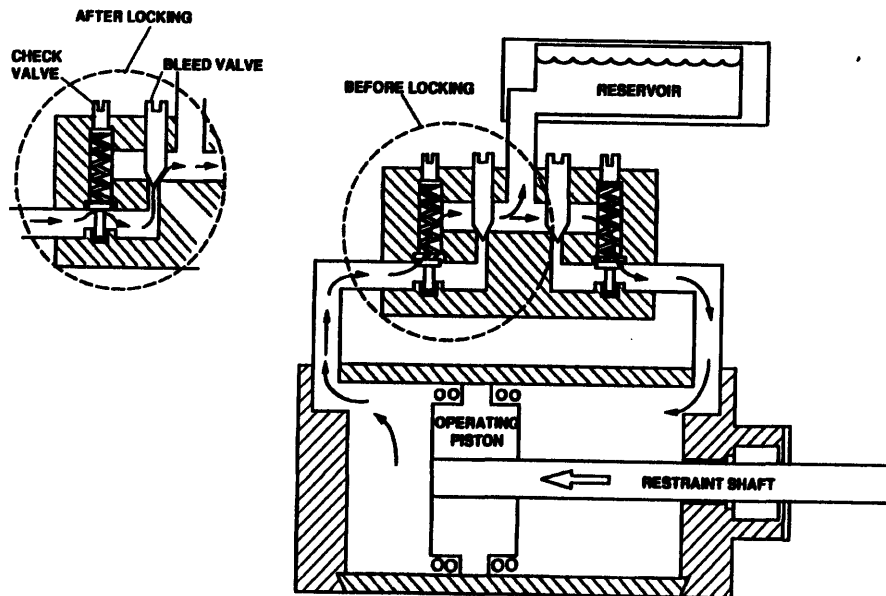 AFTER LOCKING
CHECK
VALVE
BLEED VALVE
BEFORE LOCKING
RESERVOIR
OPERATING
PISTON
RESTRAINT SHAFT